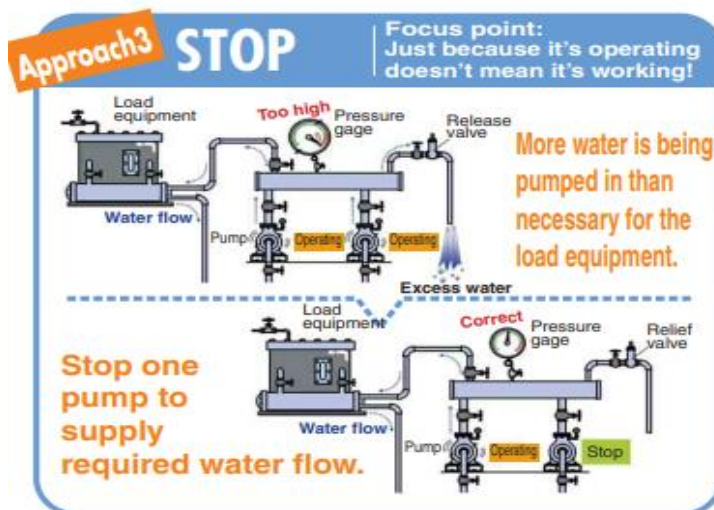 Approach3
STOP
Focus point:
Just because it's operating
doesn't mean it's working!
Load
equipment
Too high
Pressure
gage
Release
valve
Water flow
Pump
Operating
Operating
Excess water
More water is being
pumped in than
necessary for the
load equipment.
Load
equipment
Correct
Pressure
gage
Relief
valve
Water flow
Pump
Operating
Stop
Stop one
pump to
supply
required water flow.